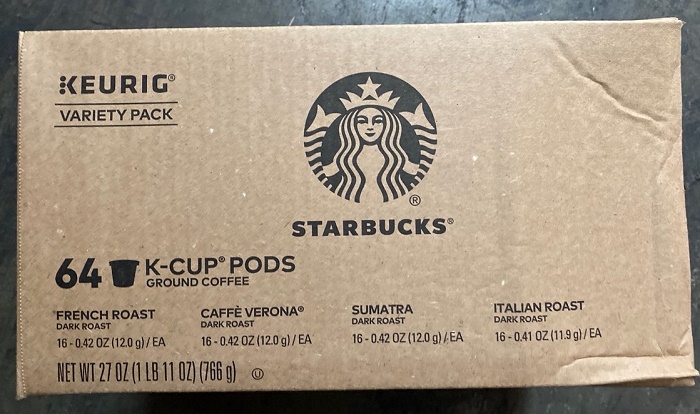 KEURIG®
VARIETY PACK
®
STARBUCKS®
64 K-CUP® PODS
GROUND COFFEE
FRENCH ROAST
DARK ROAST
16 - 0.42 OZ (12.0 g) / EA
CAFFÈ VERONA®
DARK ROAST
16 - 0.42 OZ (12.0 g) / EA
SUMATRA
DARK ROAST
16 - 0.42 OZ (12.0 g) / EA
ITALIAN ROAST
DARK ROAST
16 - 0.41 OZ (11.9 g) / EA
NET WT 27 OZ (1 LB 11 OZ) (766 g) Ⓤ